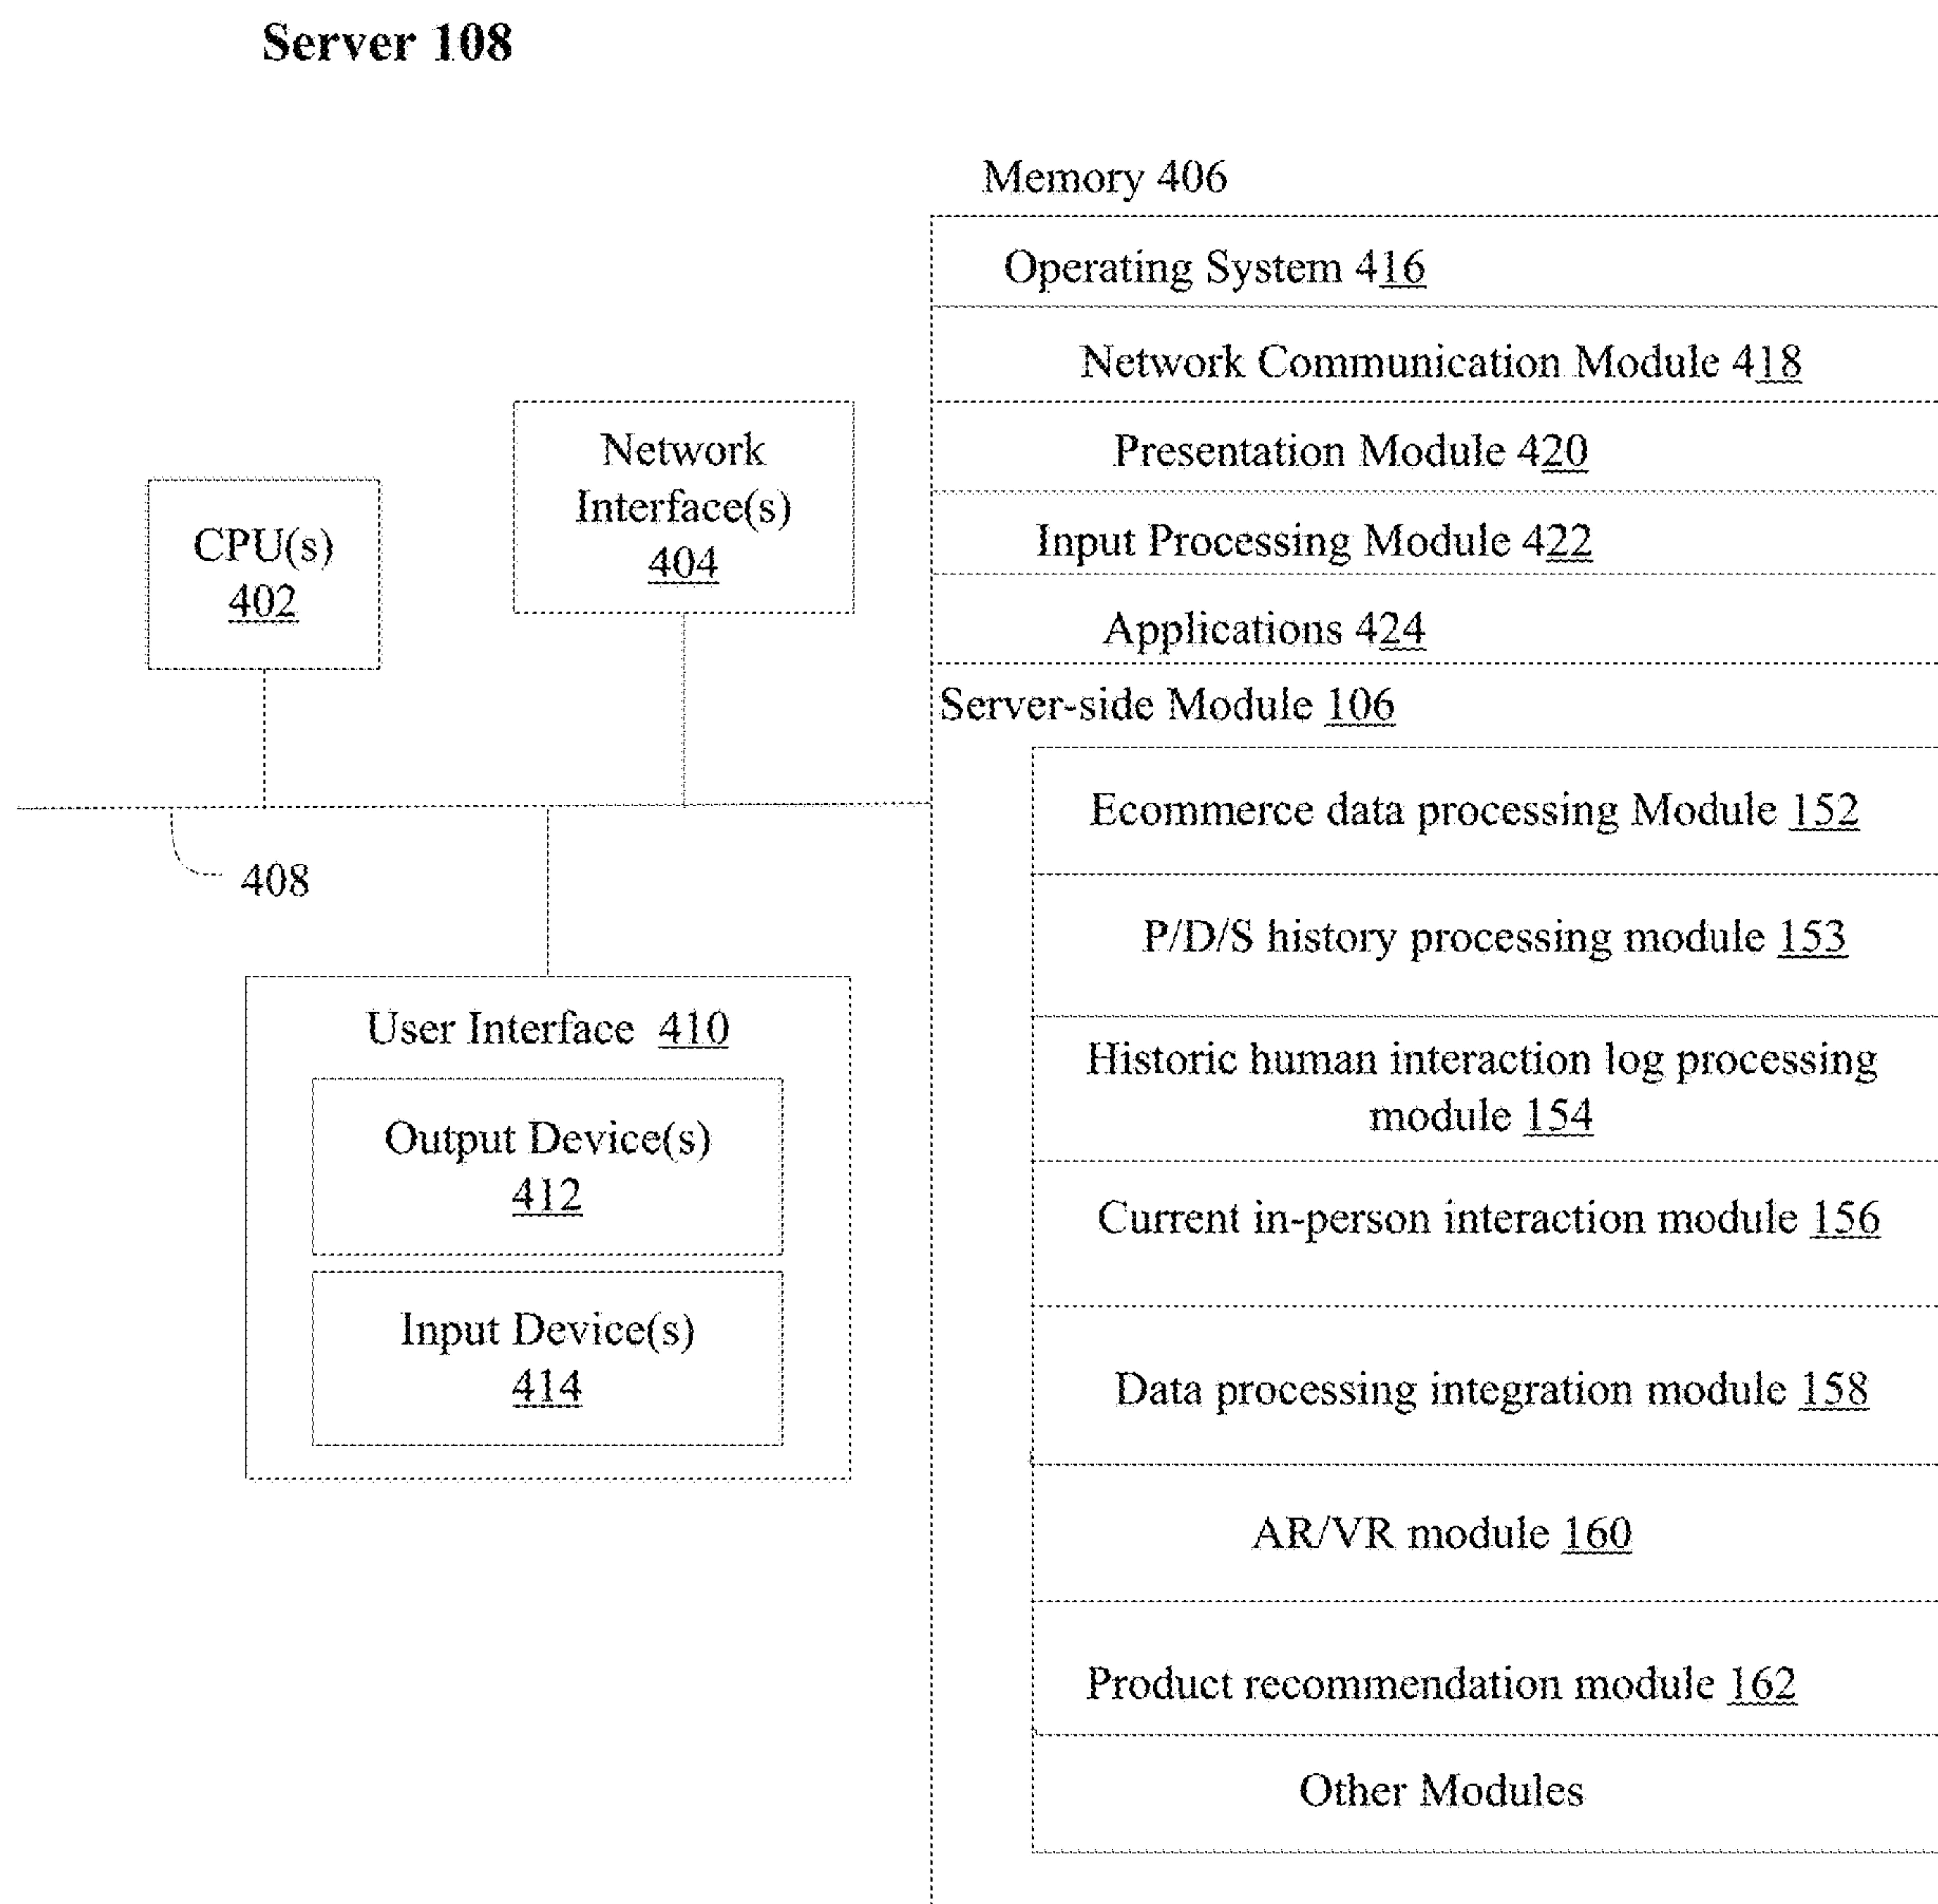 Server 108
Memory 406
Operating System 416
Network Communication Module 418
Presentation Module 420
Input Processing Module 422
Applications 424
Server-side Module 106
Ecommerce data processing Module 152
P/D/S history processing module 153
Historic human interaction log processing
module 154
Current in-person interaction module 156
Data processing integration module 158
AR/VR module 160
Product recommendation module 162
Other Modules
Network
Interface(s)
404
CPU(s)
402
408
User Interface 410
Output Device(s)
412
Input Device(s)
414